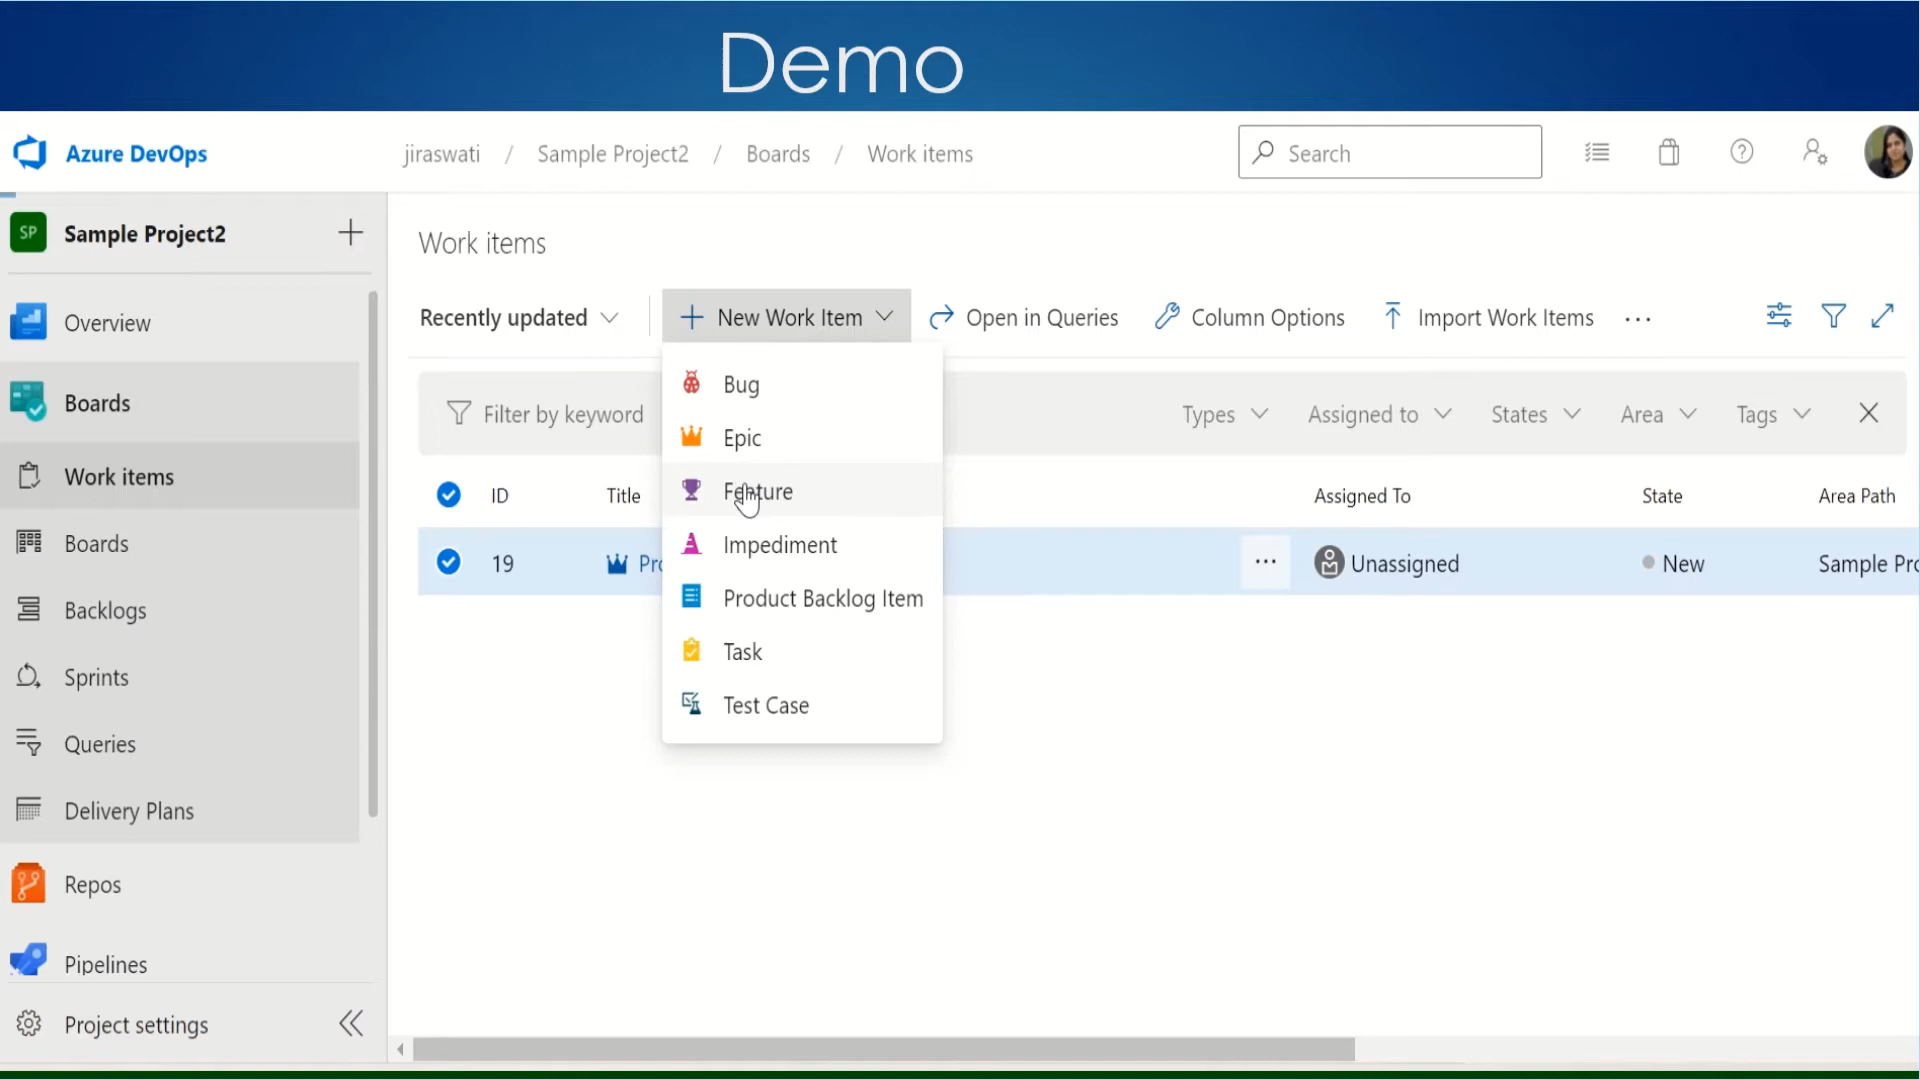 Demo
Azure DevOps
jiraswati / Sample Project2 / Boards / Work items
Search
SP Sample Project2
Work items
Overview
Recently updated
New Work Item
Open in Queries
Column Options
Import Work Items
Bug
Epic
Feature
Impediment
Product Backlog Item
Task
Test Case
Boards
Filter by keyword
Types
Assigned to
States
Area
Tags
Work items
ID Title Assigned To State Area Path
Boards
19 Unassigned New Sample
Backlogs
Sprints
Queries
Delivery Plans
Repos
Pipelines
Project settings